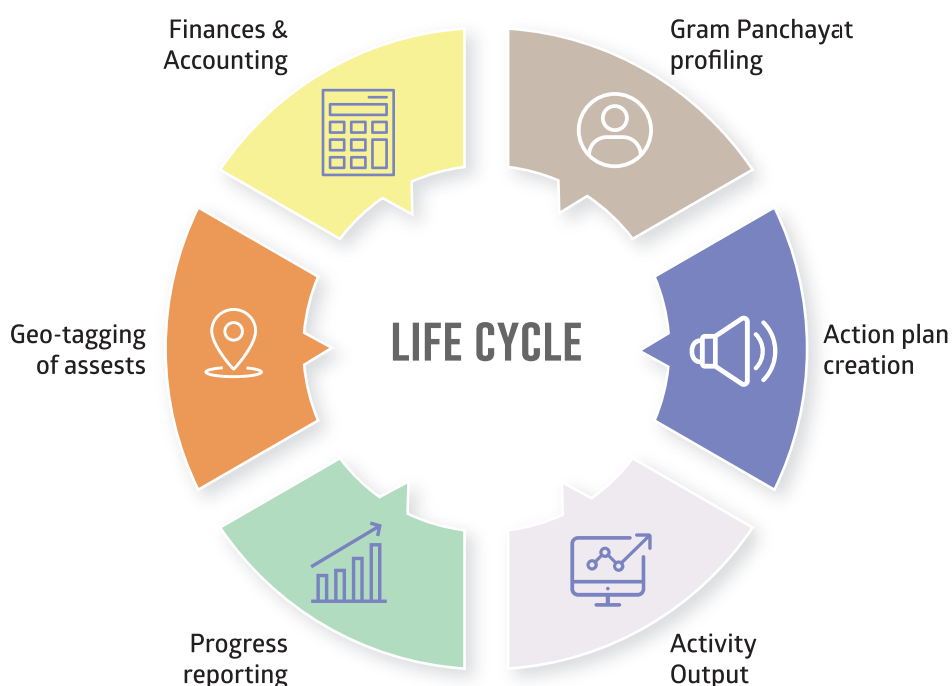 Finances &
Accounting
Gram Panchayat
profiling
LIFE CYCLE
Geo-tagging
of assests
Action plan
creation
Progress
reporting
Activity
Output